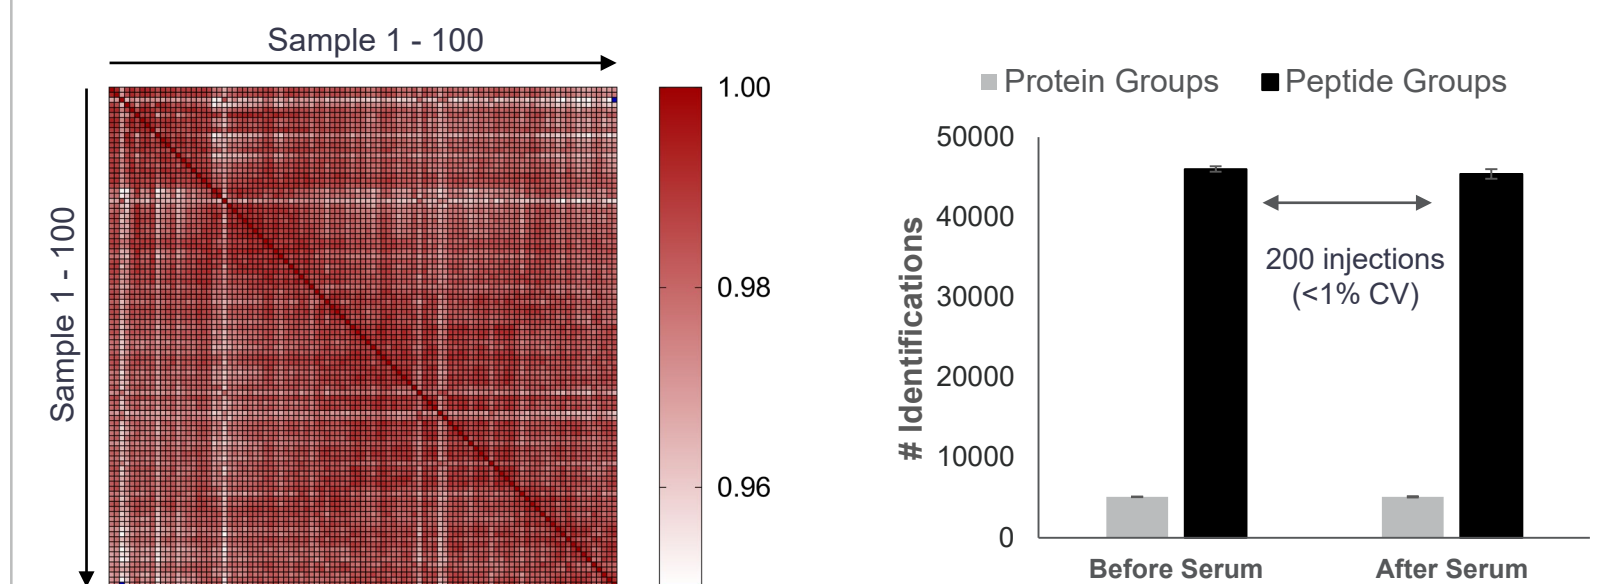 Sample 1 - 100
Sample 1 - 100
1.00
0.98
0.96
Protein Groups
Peptide Groups
# Identifications
50000
40000
30000
20000
10000
0
200 injections
(<1% CV)
Before Serum
After Serum